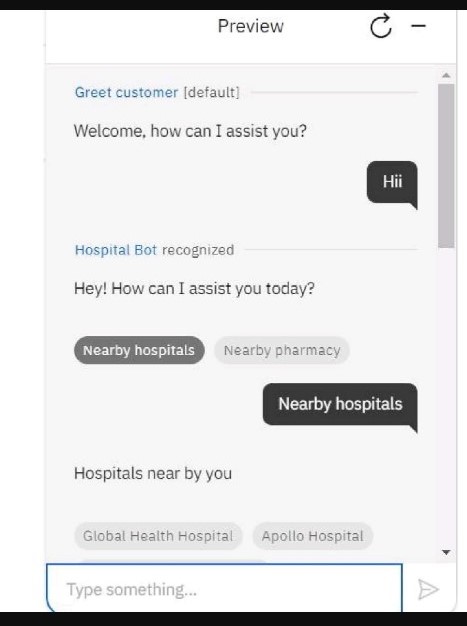 Preview
Greet customer [default]
Welcome, how can I assist you?
Hii
Hospital Bot recognized
Hey! How can I assist you today?
Nearby hospitals Nearby pharmacy
Nearby hospitals
Hospitals near by you
Global Health Hospital Apollo Hospital
Type something...